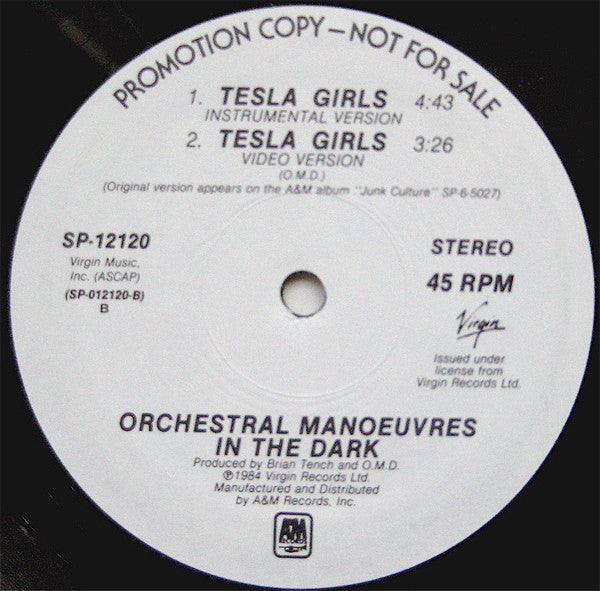 PROMOTION COPY—NOT FOR SALE
1. TESLA GIRLS 4:43
INSTRUMENTAL VERSION
2. TESLA GIRLS 3:26
VIDEO VERSION
(O.M.D.)
(Original version appears on the A&M album "Junk Culture" SP-6-5027)
SP-12120
Virgin Music,
Inc. (ASCAP)
(SP-012120-B)
B
STEREO
45 RPM
Virgin
Issued under
license from
Virgin Records Ltd.
ORCHESTRAL MANOEUVRES
IN THE DARK
Produced by Brian Tench and O.M.D.
℗1984 Virgin Records Ltd.
Manufactured and Distributed
by A&M Records, Inc.
A&M
RECORDS